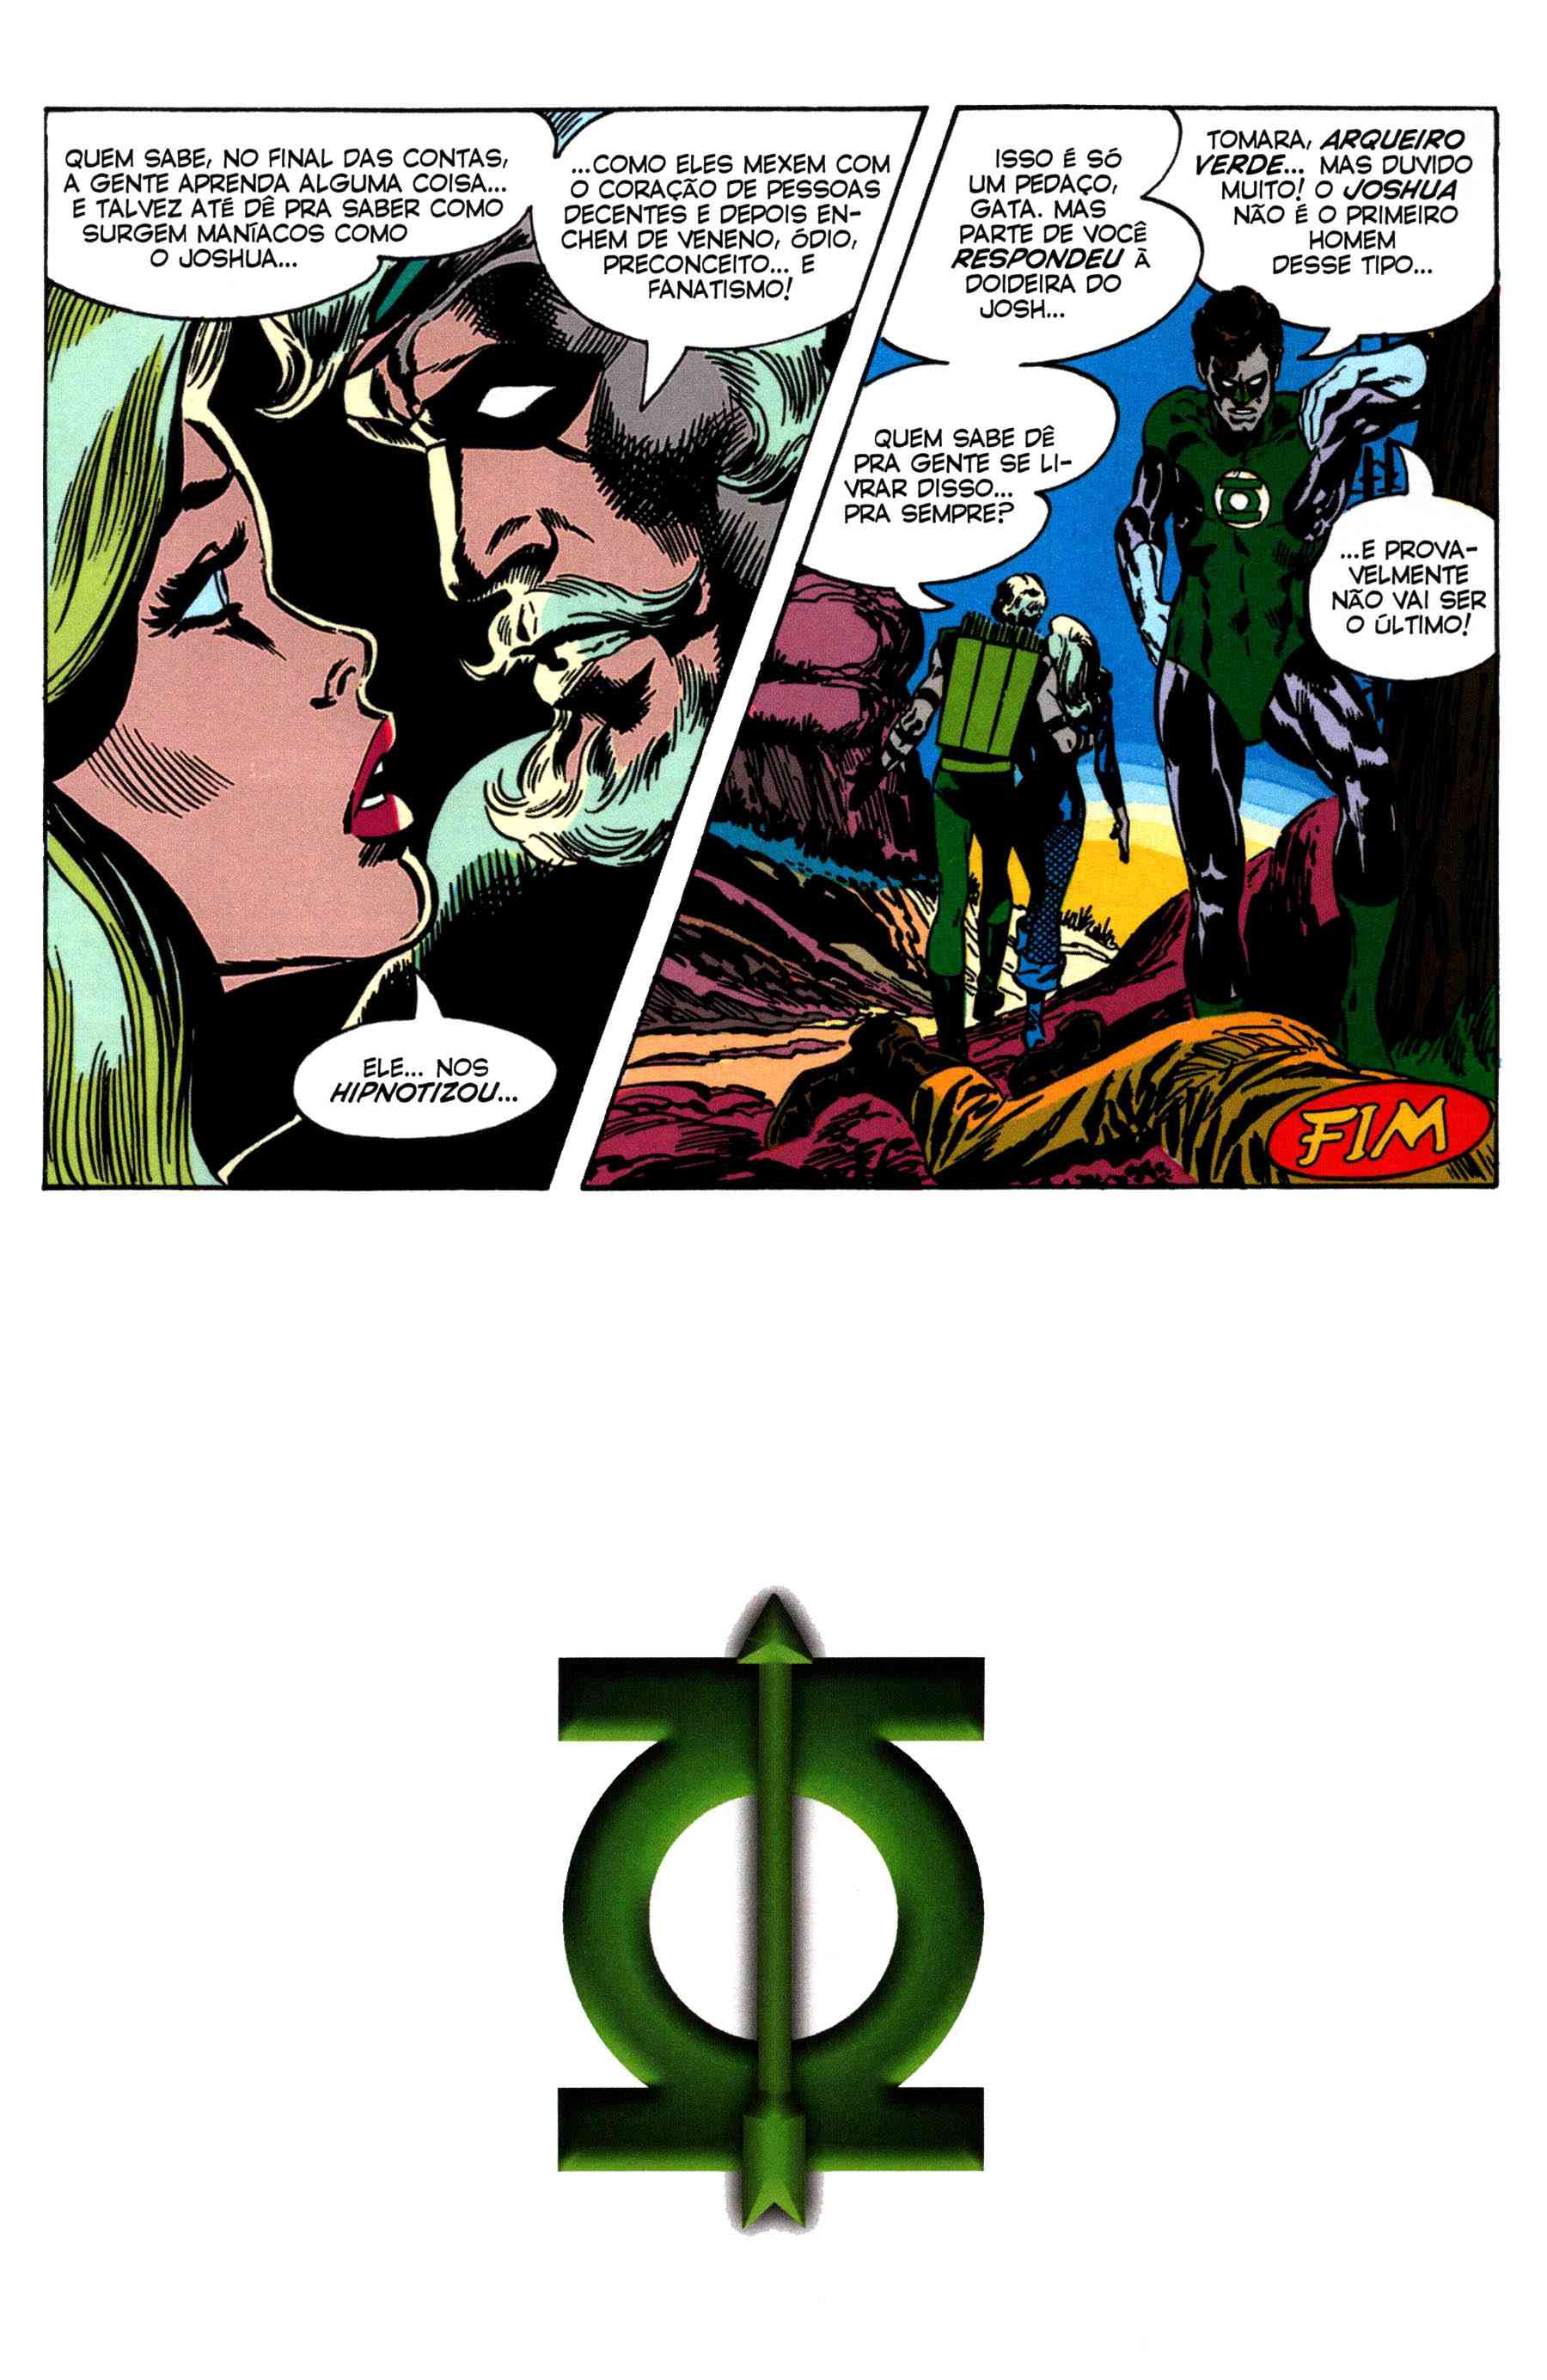 QUEM SABE, NO FINAL DAS CONTAS,
A GENTE APRENDA ALGUMA COISA...
E TALVEZ ATÉ DÊ PRA SABER COMO
SURGEM MANÍACOS COMO
O JOSHUA...
...COMO ELES MEXEM COM
O CORAÇÃO DE PESSOAS
DECENTES E DEPOIS EN-
CHEM DE VENENO, ÓDIO,
PRECONCEITO... E
FANATISMO!
ELE... NOS
HIPNOTIZOU...
ISSO É SÓ
UM PEDAÇO,
GATA. MAS
PARTE DE VOCÊ
RESPONDEU À
DOIDEIRA DO
JOSH...
QUEM SABE DÊ
PRA GENTE SE LI-
VRAR DISSO...
PRA SEMPRE?
TOMARA, ARQUEIRO
VERDE... MAS DUVIDO
MUITO! O JOSHUA
NÃO É O PRIMEIRO
HOMEM
DESSE TIPO...
...E PROVA-
VELMENTE
NÃO VAI SER
O ÚLTIMO!
FIM